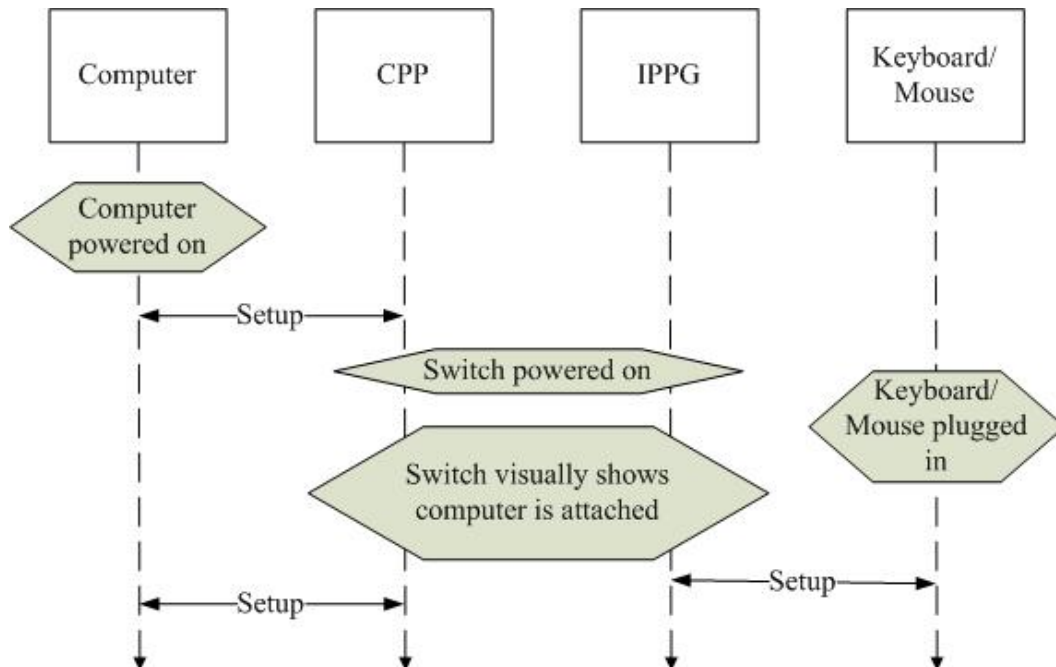 Computer
CPP
IPPG
Keyboard/
Mouse
Computer
powered on
Setup
Switch powered on
Keyboard/
Mouse plugged
in
Switch visually shows
computer is attached
Setup
Setup